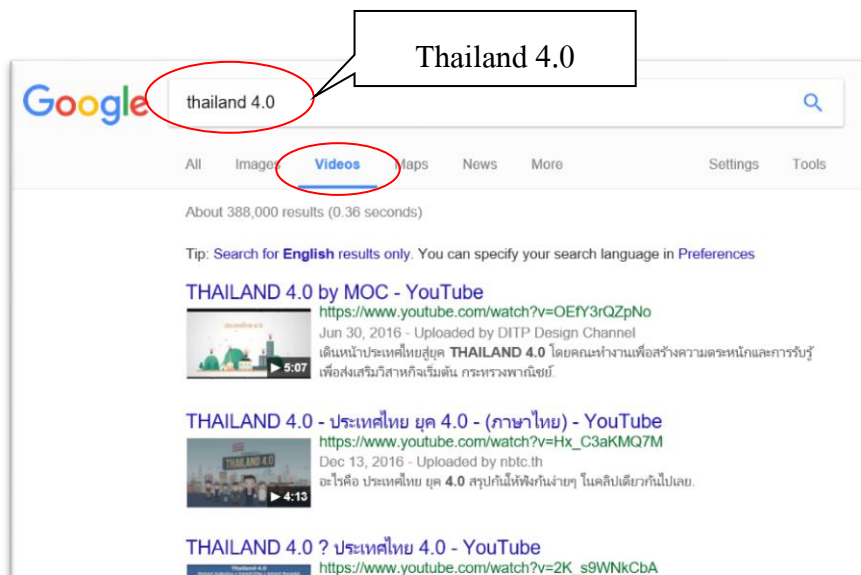 Thailand 4.0
Google
thailand 4.0
All Images Videos Maps News More Settings Tools
About 388,000 results (0.36 seconds)
Tip: Search for English results only. You can specify your search language in Preferences
THAILAND 4.0 by MOC - YouTube
https://www.youtube.com/watch?v=OEfY3rQZpNo
Jun 30, 2016 - Uploaded by DITP Design Channel
เดินหน้าประเทศไทยสู่ยุค THAILAND 4.0 โดยคณะทำงานเพื่อสร้างความตระหนักและการรับรู้
เพื่อส่งเสริมวิสาหกิจเริ่มต้น กระทรวงพาณิชย์.
5:07
THAILAND 4.0 - ประเทศไทย ยุค 4.0 - (ภาษาไทย) - YouTube
https://www.youtube.com/watch?v=Hx_C3aKMQ7M
Dec 13, 2016 - Uploaded by nbtc.th
อะไรคือ ประเทศไทย ยุค 4.0 สรุปกันให้ฟังกันง่ายๆ ในคลิปเดียวกันไปเลย.
THAILAND 4.0
4:13
THAILAND 4.0 ? ประเทศไทย 4.0 - YouTube
https://www.youtube.com/watch?v=2K_s9WNkCbA
Thailand 4.0